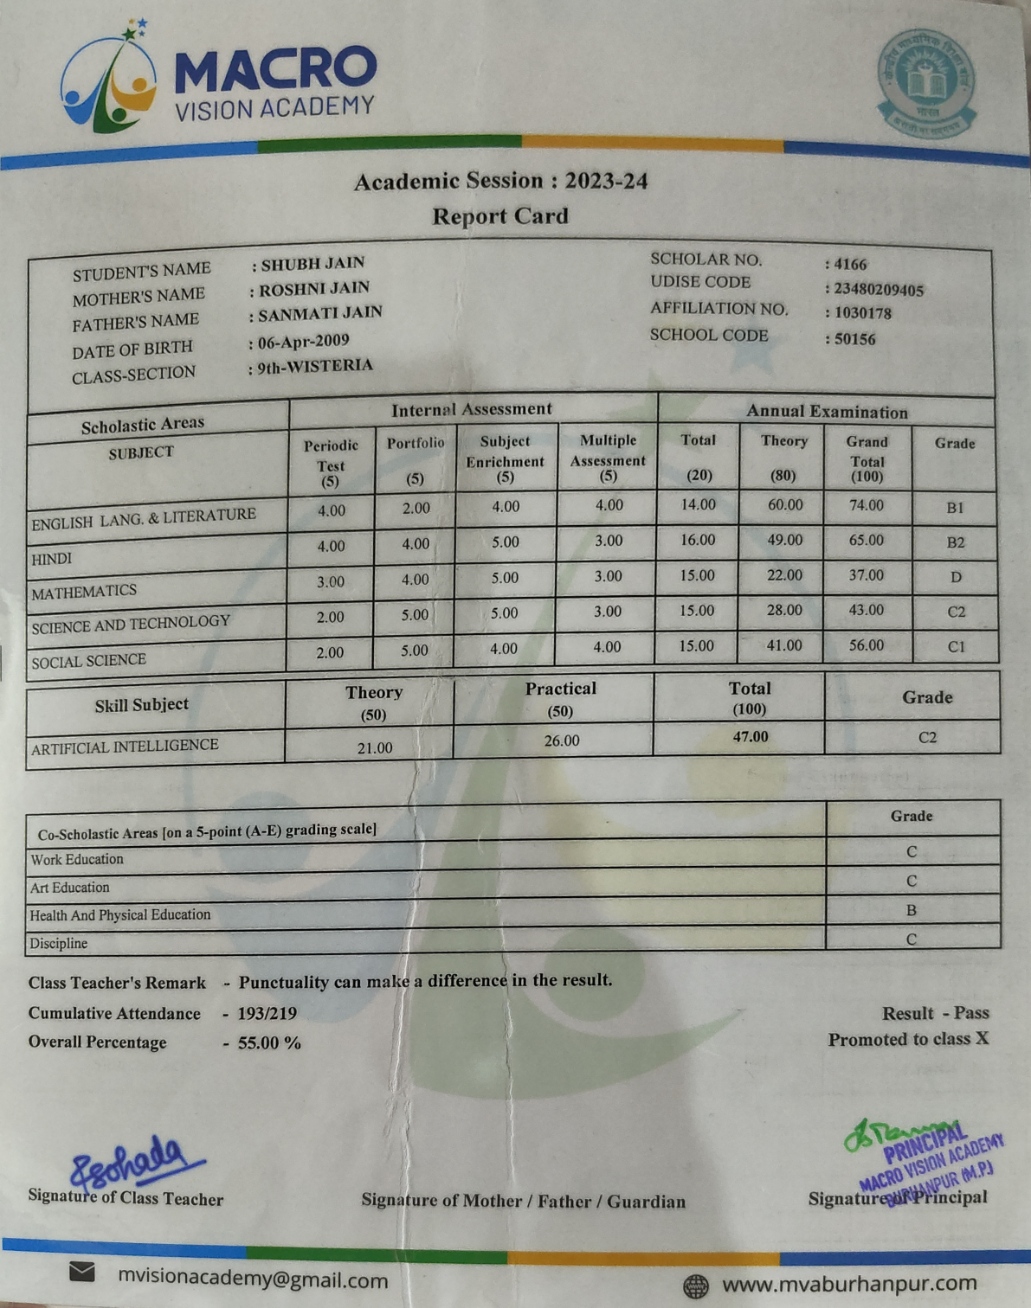 MACRO
VISION ACADEMY
भारत
Academic Session : 2023-24
Report Card
STUDENT'S NAME : SHUBH JAIN SCHOLAR NO. : 4166
MOTHER'S NAME : ROSHNI JAIN UDISE CODE : 23480209405
FATHER'S NAME : SANMATI JAIN AFFILIATION NO. : 1030178
DATE OF BIRTH : 06-Apr-2009 SCHOOL CODE : 50156
CLASS-SECTION : 9th-WISTERIA
Scholastic Areas Internal Assessment Annual Examination
SUBJECT Periodic Test (5) Portfolio (5) Subject Enrichment (5) Multiple Assessment (5) Total (20) Theory (80) Grand Total (100) Grade
ENGLISH LANG. & LITERATURE 4.00 2.00 4.00 4.00 14.00 60.00 74.00 B1
HINDI 4.00 4.00 5.00 3.00 16.00 49.00 65.00 B2
MATHEMATICS 3.00 4.00 5.00 3.00 15.00 22.00 37.00 D
SCIENCE AND TECHNOLOGY 2.00 5.00 5.00 3.00 15.00 28.00 43.00 C2
SOCIAL SCIENCE 2.00 5.00 4.00 4.00 15.00 41.00 56.00 C1
Skill Subject Theory (50) Practical (50) Total (100) Grade
ARTIFICIAL INTELLIGENCE 21.00 26.00 47.00 C2
Co-Scholastic Areas [on a 5-point (A-E) grading scale] Grade
Work Education C
Art Education C
Health And Physical Education B
Discipline C
Class Teacher's Remark - Punctuality can make a difference in the result.
Cumulative Attendance - 193/219 Result - Pass
Overall Percentage - 55.00 % Promoted to class X
PRINCIPAL
MACRO VISION ACADEMY
BURHANPUR (M.P.)
Signature of Class Teacher Signature of Mother / Father / Guardian Signature of Principal
mvisionacademy@gmail.com www.mvaburhanpur.com